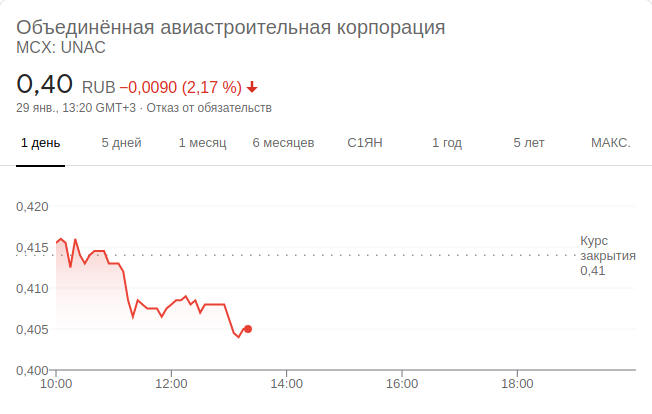 Объединённая авиастроительная корпорация
MCX: UNAC
0,40 RUB −0,0090 (2,17 %)
29 янв., 13:20 GMT+3 · Отказ от обязательств
1 день 5 дней 1 месяц 6 месяцев С1ЯН 1 год 5 лет МАКС.
0,420
0,415
0,410
0,405
0,400
Курс
закрытия
0,41
10:00 12:00 14:00 16:00 18:00